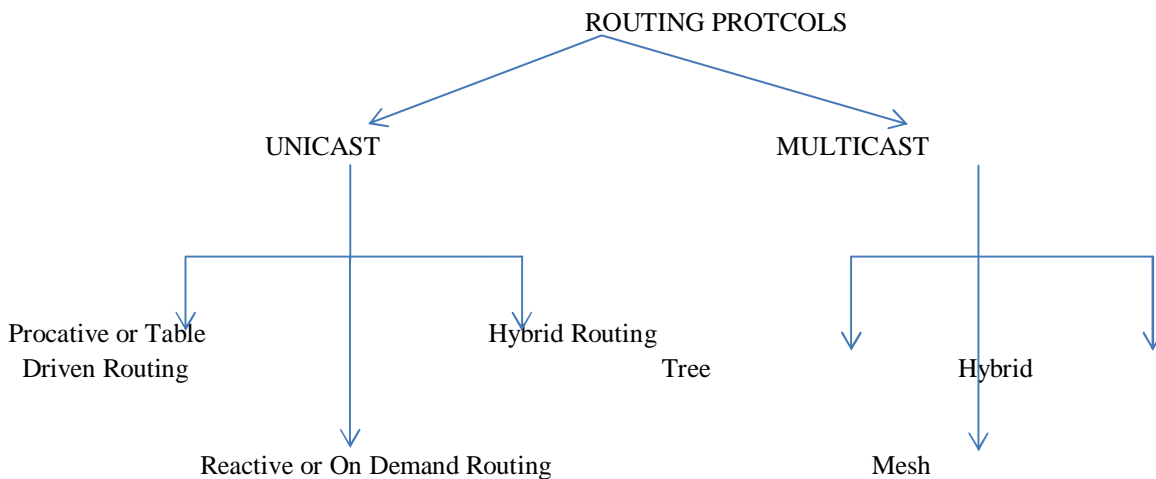 ROUTING PROTCOLS
UNICAST
MULTICAST
Procative or Table
Driven Routing
Hybrid Routing
Tree
Hybrid
Reactive or On Demand Routing
Mesh